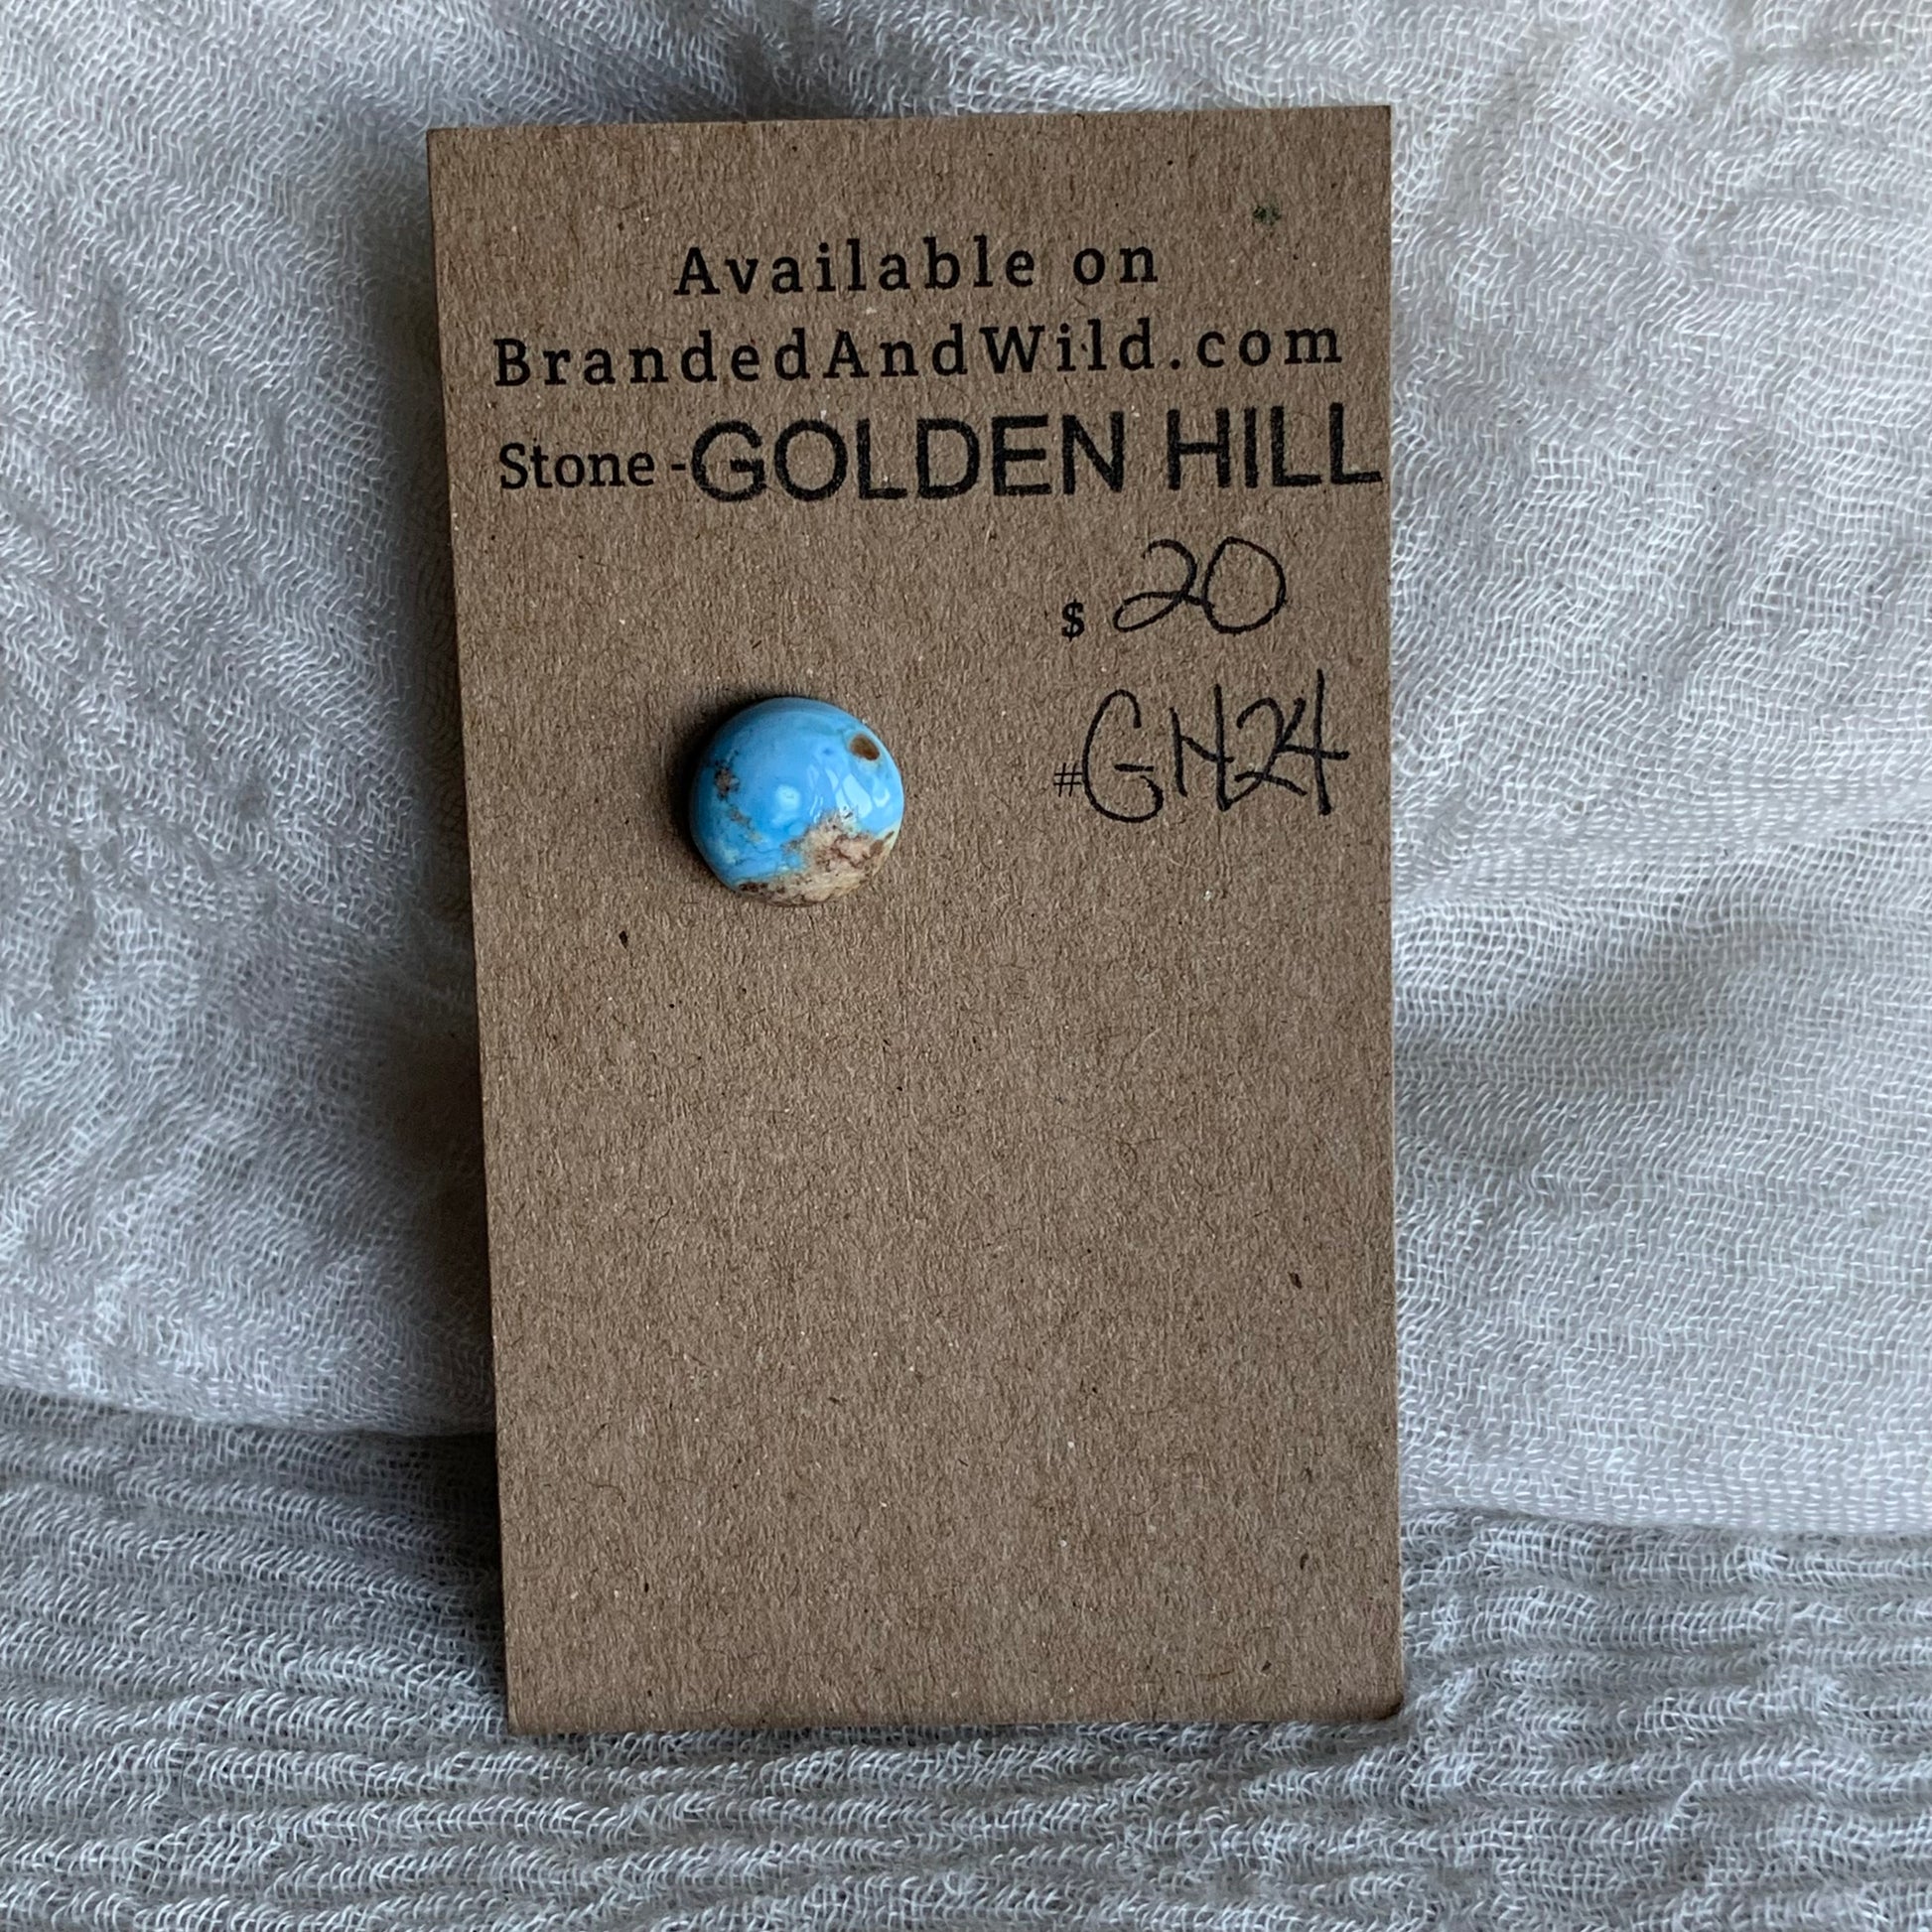 Available on
BrandedAndWild.com
Stone - GOLDEN HILL
$ 20
# GH24